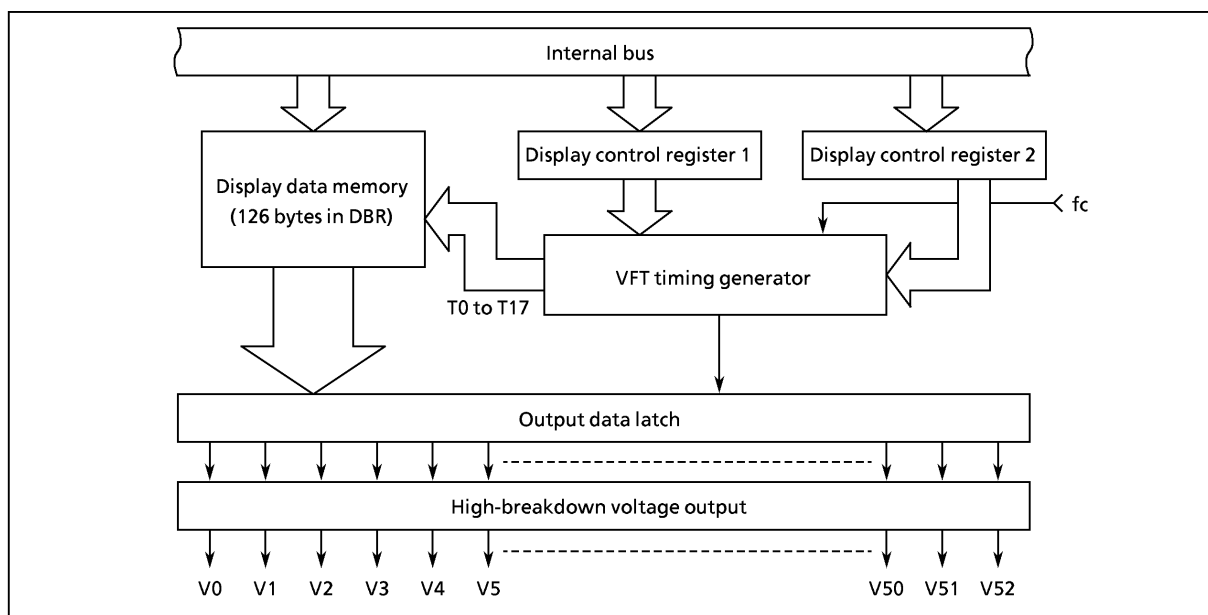 Internal bus
Display data memory
(126 bytes in DBR)
Display control register 1
Display control register 2
fc
VFT timing generator
T0 to T17
Output data latch
High-breakdown voltage output
V0 V1 V2 V3 V4 V5 V50 V51 V52